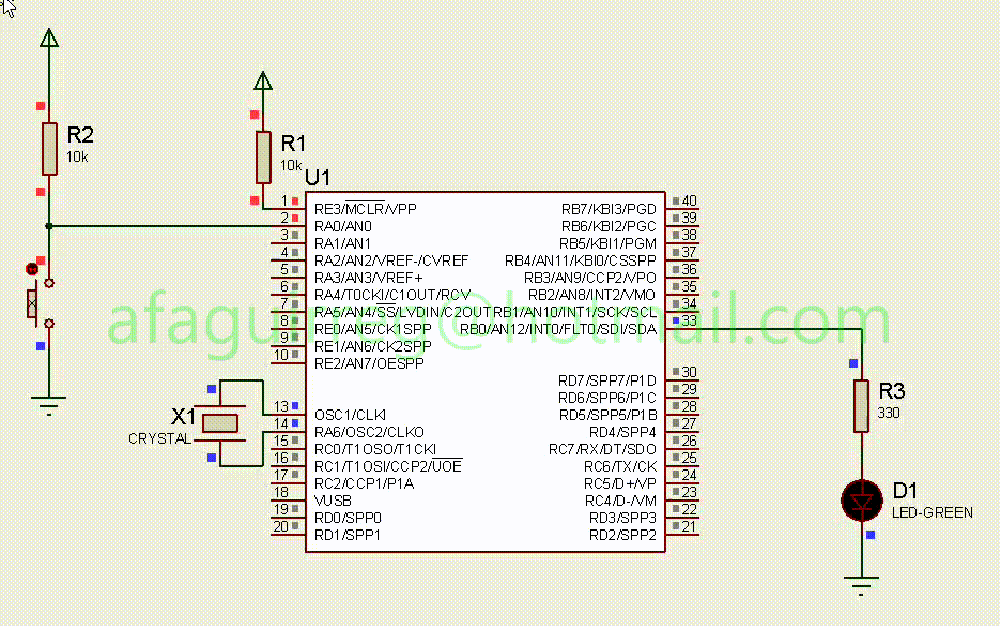 R2
10k
R1
10k
U1
1
RE3/MCLR/VPP
2
RA0/AN0
3
RA1/AN1
4
RA2/AN2/VREF-/CVREF
5
RA3/AN3/VREF+
6
RA4/T0CKI/C1OUT/RCV
7
RA5/AN4/SS/LVDIN/C2OUT
8
RE0/AN5/CK1SPP
9
RE1/AN6/CK2SPP
10
RE2/AN7/OESPP
13
OSC1/CLKI
14
RA6/OSC2/CLKO
15
RC0/T1OSO/T1CKI
16
RC1/T1OSI/CCP2/UOE
17
RC2/CCP1/P1A
18
VUSB
19
RD0/SPP0
20
RD1/SPP1
RB7/KBI3/PGD
40
RB6/KBI2/PGC
39
RB5/KBI1/PGM
38
RB4/AN11/KBI0/CSSPP
37
RB3/AN9/CCP2/VPO
36
RB2/AN8/INT2/VMO
35
RB1/AN10/INT1/SCK/SCL
34
RB0/AN12/INT0/FLT0/SDI/SDA
33
RD7/SPP7/P1D
30
RD6/SPP6/P1C
29
RD5/SPP5/P1B
28
RD4/SPP4
27
RC7/RX/DT/SDO
26
RC6/TX/CK
25
RC5/D+/VP
24
RC4/D-/VM
23
RD3/SPP3
22
RD2/SPP2
21
afaguirreg@hotmail.com
X1
CRYSTAL
R3
330
D1
LED-GREEN